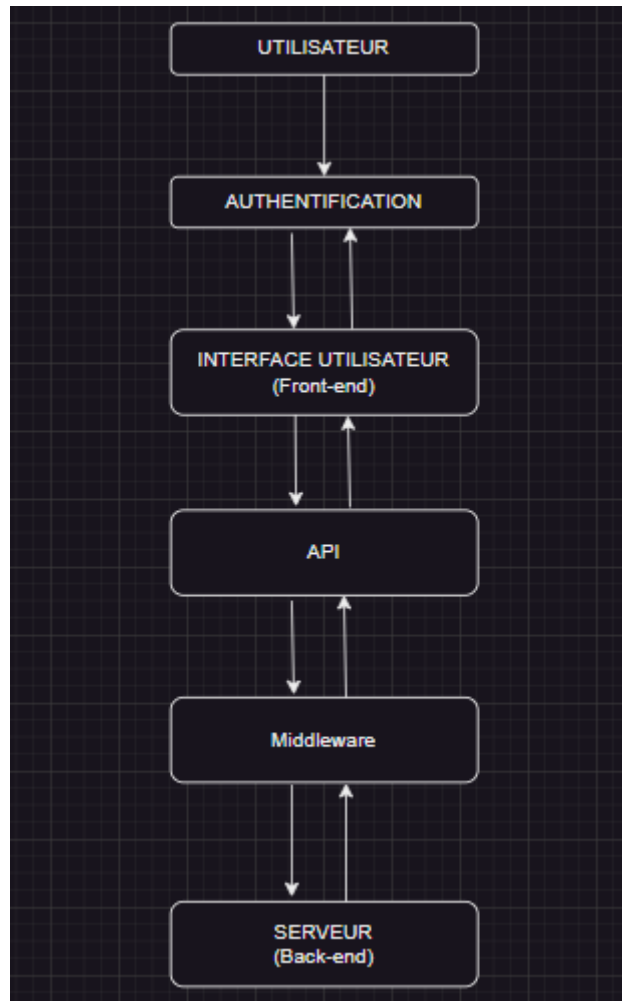 UTILISATEUR
AUTHENTIFICATION
INTERFACE UTILISATEUR
(Front-end)
API
Middleware
SERVEUR
(Back-end)